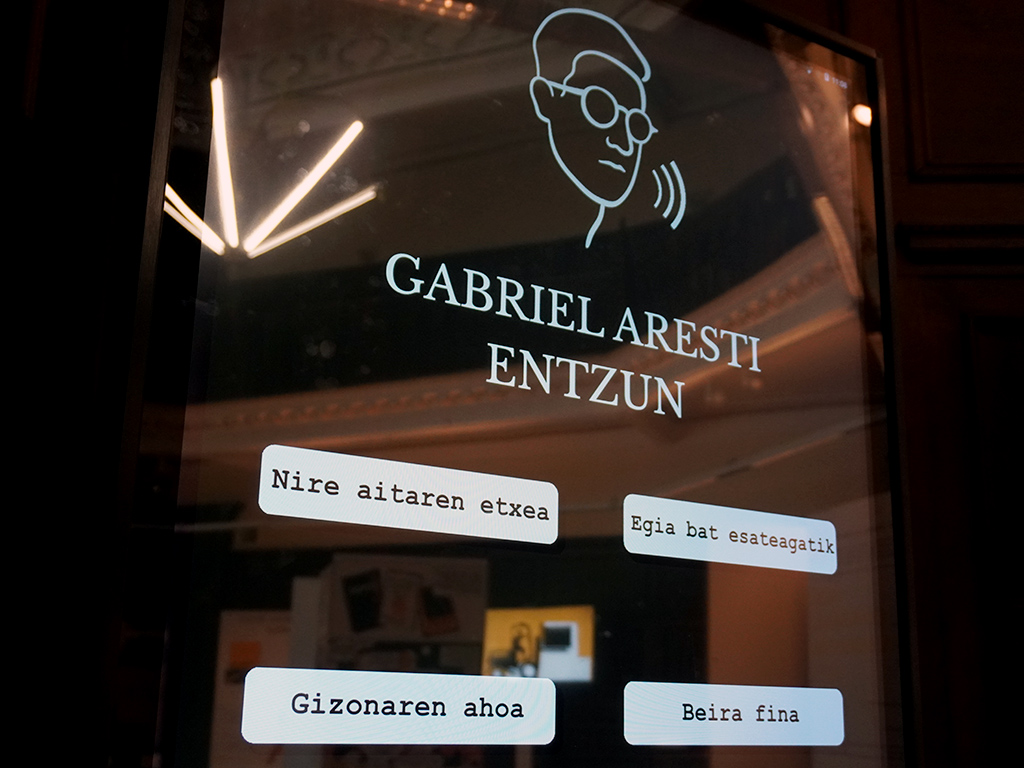 GABRIEL ARESTI
ENTZUN
Nire aitaren etxea
Egia bat esateagatik
Gizonaren ahoa
Beira fina